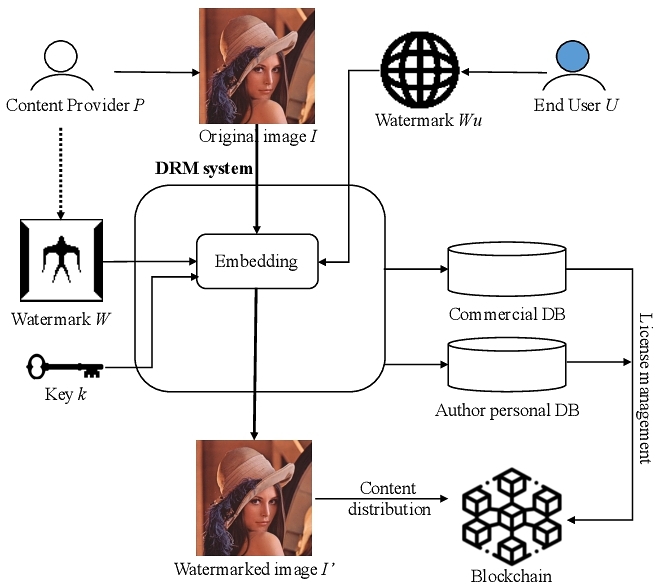 Content Provider P
Original image I
Watermark Wu
End User U
DRM system
Embedding
Watermark W
Key k
Commercial DB
Author personal DB
License management
Content
distribution
Watermarked image I’
Blockchain